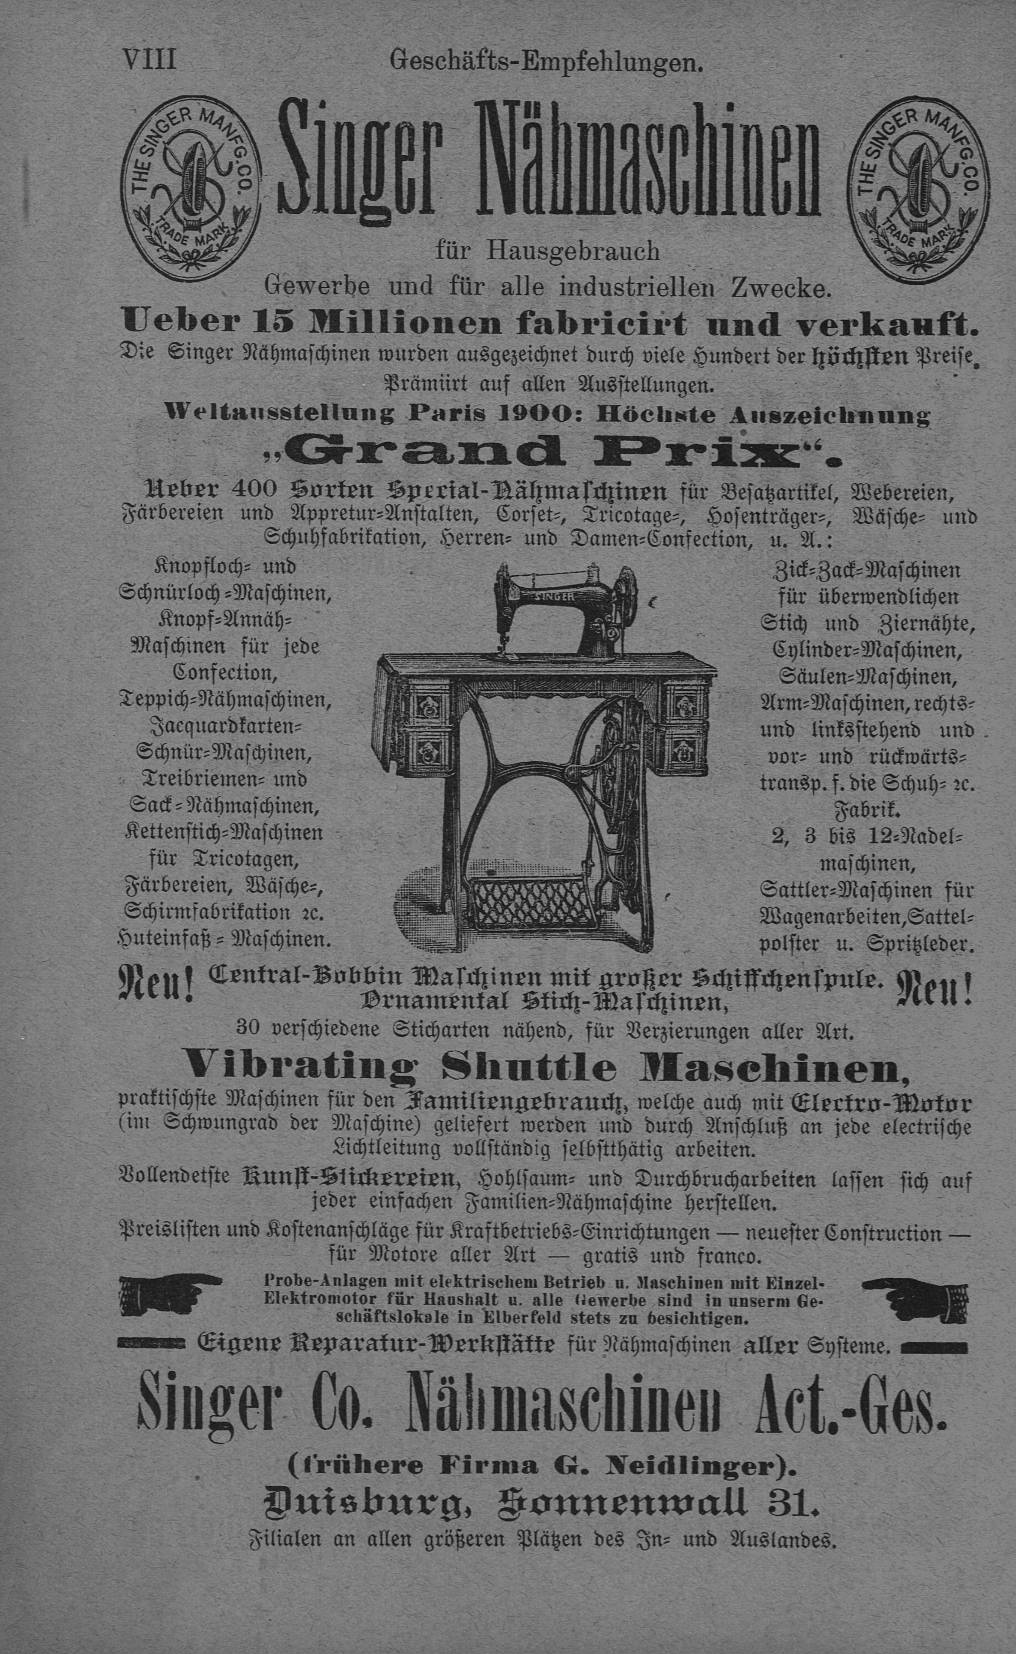 VIII
Geschäfts-Empfehlungen.
THE SINGER MANFG. CO.
TRADE MARK
Singer Nähmaschinen
THE SINGER MANFG. CO.
TRADE MARK
für Hausgebrauch
Gewerbe und für alle industriellen Zwecke.
Ueber 15 Millionen fabricirt und verkauft.
Die Singer Nähmaschinen wurden ausgezeichnet durch viele Hundert der höchsten Preise.
Prämiirt auf allen Ausstellungen.
Weltausstellung Paris 1900: Höchste Auszeichnung
„Grand Prix“.
Ueber 400 Sorten Special-Nähmaschinen für Besatzartikel, Webereien,
Färbereien und Appretur-Anstalten, Corset-, Tricotage-, Hosenträger-, Wäsche- und
Schuhfabrikation, Herren- und Damen-Confection, u. A.:
Knopfloch- und
Schnürloch-Maschinen,
Knopf-Annäh-
Maschinen für jede
Confection,
Teppich-Nähmaschinen,
Jacquardkarten-
Schnür-Maschinen,
Treibriemen- und
Sack-Nähmaschinen,
Kettenstich-Maschinen
für Tricotagen,
Färbereien, Wäsche-,
Schirmfabrikation ꝛc.
Huteinfaß-Maschinen.
SINGER
Zick-Zack-Maschinen
für überwendlichen
Stich und Ziernähte,
Cylinder-Maschinen,
Säulen-Maschinen,
Arm-Maschinen, rechts-
und linksstehend und
vor- und rückwärts-
transp. f. die Schuh- ꝛc.
Fabrik.
2, 3 bis 12-Nadel-
maschinen,
Sattler-Maschinen für
Wagenarbeiten, Sattel-
polster u. Spritzleder.
Neu! Central-Bobbin Maschinen mit großer Schiffchenspule. Neu!
Ornamental Stich-Maschinen,
30 verschiedene Sticharten nähend, für Verzierungen aller Art.
Vibrating Shuttle Maschinen,
praktischste Maschinen für den Familiengebrauch, welche auch mit Electro-Motor
(im Schwungrad der Maschine) geliefert werden und durch Anschluß an jede electrische
Lichtleitung vollständig selbstthätig arbeiten.
Vollendetste Kunst-Stickereien, Hohlsaum- und Durchbrucharbeiten lassen sich auf
jeder einfachen Familien-Nähmaschine herstellen.
Preislisten und Kostenanschläge für Kraftbetriebs-Einrichtungen — neuester Construction —
für Motore aller Art — gratis und franco.
Probe-Anlagen mit elektrischem Betrieb u. Maschinen mit Einzel-
Elektromotor für Haushalt u. alle Gewerbe sind in unserm Ge-
schäftslokale in Elberfeld stets zu besichtigen.
Eigene Reparatur-Werkstätte für Nähmaschinen aller Systeme.
Singer Co. Nähmaschinen Act.-Ges.
(frühere Firma G. Neidlinger).
Duisburg, Sonnenwall 31.
Filialen an allen größeren Plätzen des In- und Auslandes.